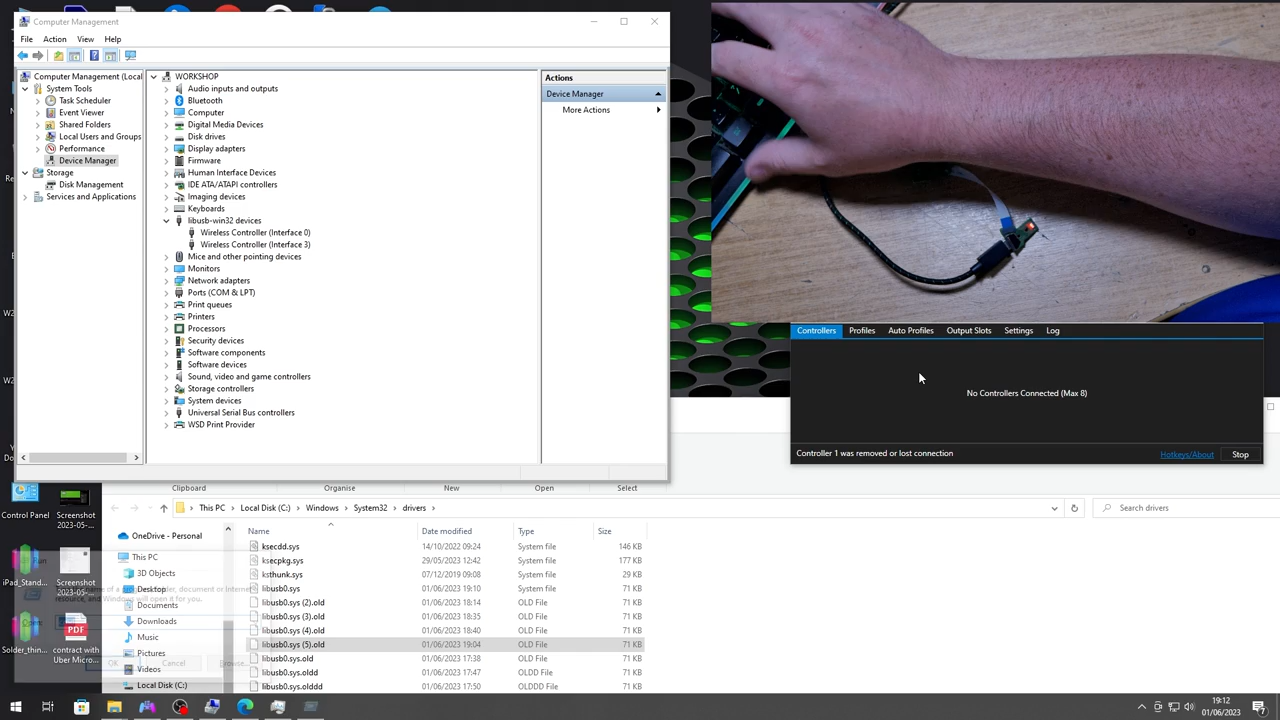 Computer Management
File Action View Help
Computer Management (Local
System Tools
Task Scheduler
Event Viewer
Shared Folders
Local Users and Groups
Performance
Device Manager
Storage
Disk Management
Services and Applications
WORKSHOP
Audio inputs and outputs
Bluetooth
Computer
Digital Media Devices
Disk drives
Display adapters
Firmware
Human Interface Devices
IDE ATA/ATAPI controllers
Imaging devices
Keyboards
libusb-win32 devices
Wireless Controller (Interface 0)
Wireless Controller (Interface 3)
Mice and other pointing devices
Monitors
Network adapters
Ports (COM & LPT)
Print queues
Printers
Processors
Security devices
Software components
Software devices
Sound, video and game controllers
Storage controllers
System devices
Universal Serial Bus controllers
WSD Print Provider
Actions
Device Manager
More Actions
Controllers Profiles Auto Profiles Output Slots Settings Log
No Controllers Connected (Max 8)
Controller 1 was removed or lost connection
Hotkeys/About Stop
Clipboard Organise New Open Select
This PC Local Disk (C:) Windows System32 drivers
Search drivers
Control Panel
Screenshot
2023-05-...
iPad_Stand...
Screenshot
2023-05-...
Solder_thin...
contract with
Uber Micro...
OneDrive - Personal
This PC
3D Objects
Desktop
Documents
Downloads
Music
Pictures
Videos
Local Disk (C:)
OK Cancel Browse...
Name Date modified Type Size
ksecdd.sys 14/10/2022 09:24 System file 146 KB
ksecpkg.sys 29/05/2023 12:42 System file 177 KB
ksthunk.sys 07/12/2019 09:08 System file 29 KB
libusb0.sys 01/06/2023 19:10 System file 71 KB
libusb0.sys (2).old 01/06/2023 18:14 OLD File 71 KB
libusb0.sys (3).old 01/06/2023 18:35 OLD File 71 KB
libusb0.sys (4).old 01/06/2023 18:40 OLD File 71 KB
libusb0.sys (5).old 01/06/2023 19:04 OLD File 71 KB
libusb0.sys.old 01/06/2023 17:38 OLD File 71 KB
libusb0.sys.oldd 01/06/2023 17:47 OLDD File 71 KB
libusb0.sys.olddd 01/06/2023 17:50 OLDDD File 71 KB
19:12
01/06/2023
7